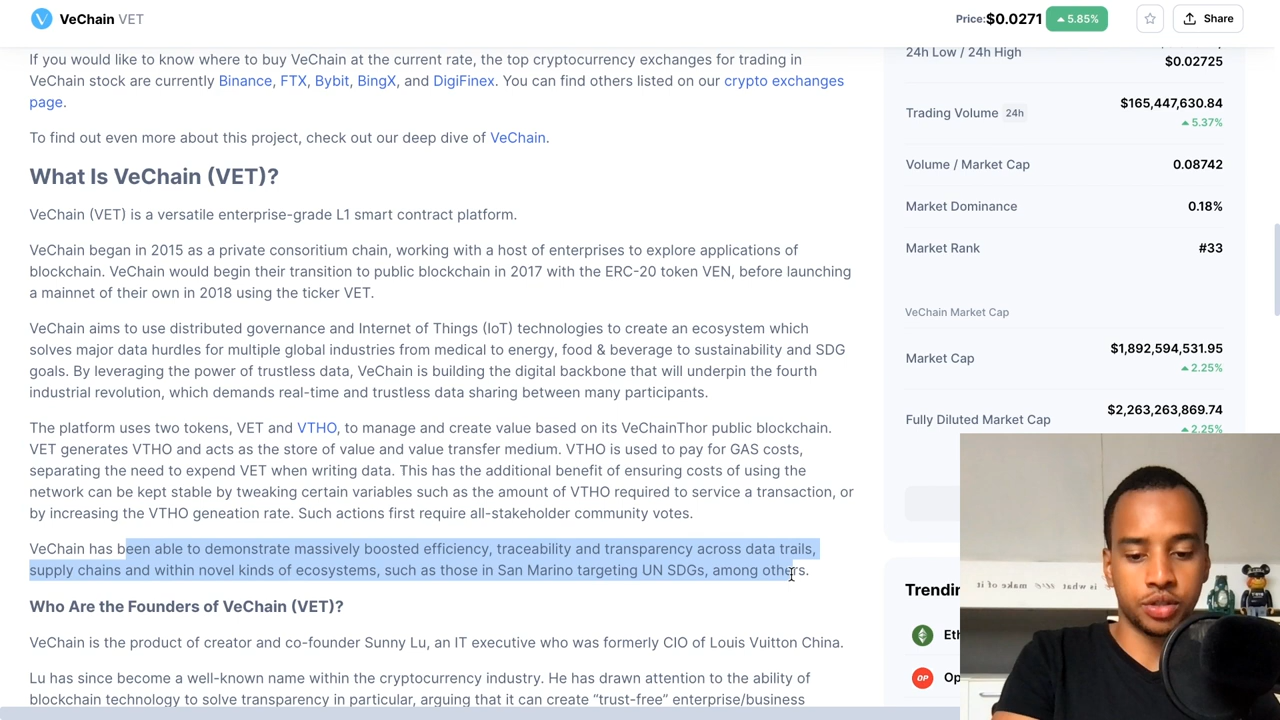 VeChain VET
Price:$0.0271 5.85%
Share
If you would like to know where to buy VeChain at the current rate, the top cryptocurrency exchanges for trading in
VeChain stock are currently Binance, FTX, Bybit, BingX, and DigiFinex. You can find others listed on our crypto exchanges
page.
To find out even more about this project, check out our deep dive of VeChain.
What Is VeChain (VET)?
VeChain (VET) is a versatile enterprise-grade L1 smart contract platform.
VeChain began in 2015 as a private consortium chain, working with a host of enterprises to explore applications of
blockchain. VeChain would begin their transition to public blockchain in 2017 with the ERC-20 token VEN, before launching
a mainnet of their own in 2018 using the ticker VET.
VeChain aims to use distributed governance and Internet of Things (IoT) technologies to create an ecosystem which
solves major data hurdles for multiple global industries from medical to energy, food & beverage to sustainability and SDG
goals. By leveraging the power of trustless data, VeChain is building the digital backbone that will underpin the fourth
industrial revolution, which demands real-time and trustless data sharing between many participants.
The platform uses two tokens, VET and VTHO, to manage and create value based on its VeChainThor public blockchain.
VET generates VTHO and acts as the store of value and value transfer medium. VTHO is used to pay for GAS costs,
separating the need to expend VET when writing data. This has the additional benefit of ensuring costs of using the
network can be kept stable by tweaking certain variables such as the amount of VTHO required to service a transaction, or
by increasing the VTHO geneation rate. Such actions first require all-stakeholder community votes.
VeChain has been able to demonstrate massively boosted efficiency, traceability and transparency across data trails,
supply chains and within novel kinds of ecosystems, such as those in San Marino targeting UN SDGs, among others.
Who Are the Founders of VeChain (VET)?
VeChain is the product of creator and co-founder Sunny Lu, an IT executive who was formerly CIO of Louis Vuitton China.
Lu has since become a well-known name within the cryptocurrency industry. He has drawn attention to the ability of
blockchain technology to solve transparency in particular, arguing that it can create “trust-free” enterprise/business
24h Low / 24h High
$0.02725
Trading Volume 24h
$165,447,630.84
5.37%
Volume / Market Cap 0.08742
Market Dominance 0.18%
Market Rank #33
VeChain Market Cap
Market Cap
$1,892,594,531.95
2.25%
Fully Diluted Market Cap
$2,263,263,869.74
2.25%
Trendin
Eth
OP Op
what is make of it